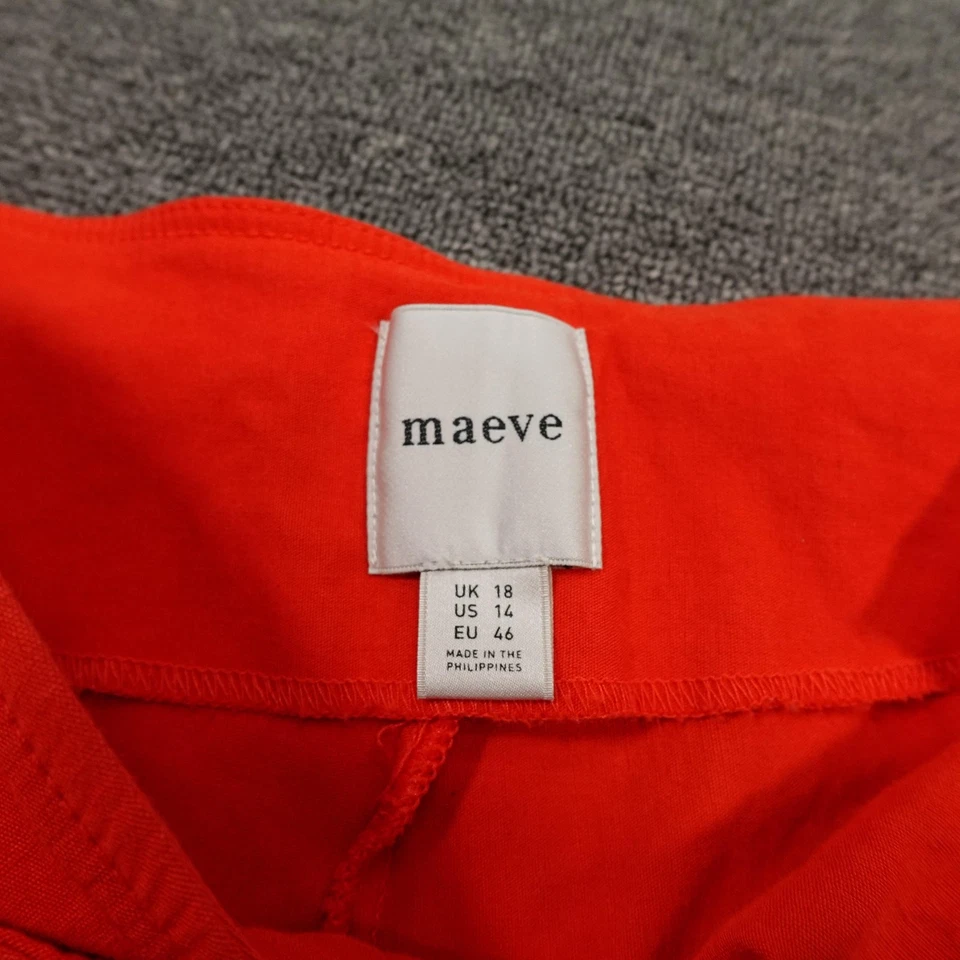 maeve
UK 18
US 14
EU 46
MADE IN THE
PHILIPPINES